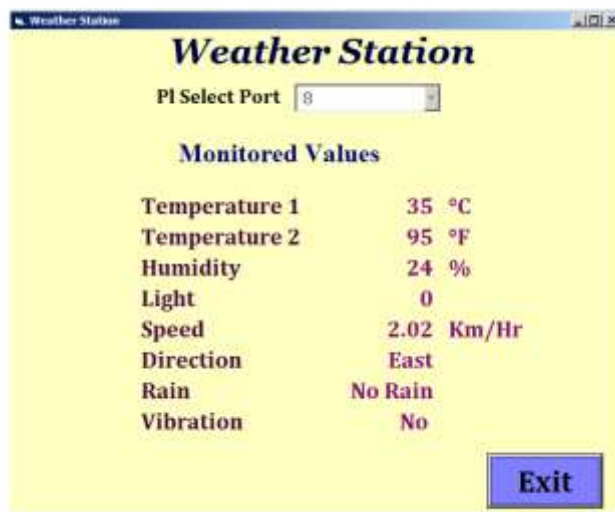 Weather Station
Weather Station
Pl Select Port 8
Monitored Values
Temperature 1 35 °C
Temperature 2 95 °F
Humidity 24 %
Light 0
Speed 2.02 Km/Hr
Direction East
Rain No Rain
Vibration No
Exit